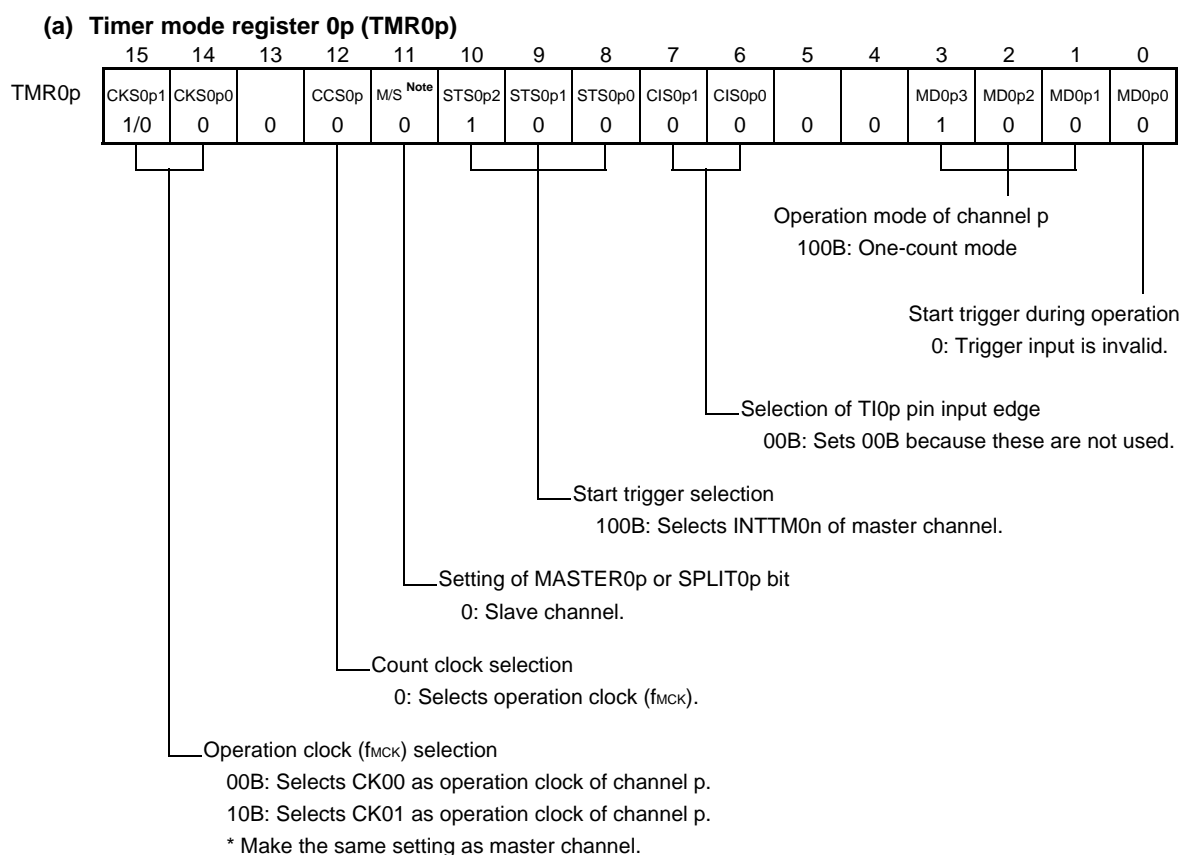 (a) Timer mode register 0p (TMR0p)
15 14 13 12 11 10 9 8 7 6 5 4 3 2 1 0
TMR0p CKS0p1 CKS0p0 CCS0p M/S Note STS0p2 STS0p1 STS0p0 CIS0p1 CIS0p0 MD0p3 MD0p2 MD0p1 MD0p0
1/0 0 0 0 0 1 0 0 0 0 0 0 1 0 0 0
Operation mode of channel p
100B: One-count mode
Start trigger during operation
0: Trigger input is invalid.
Selection of TI0p pin input edge
00B: Sets 00B because these are not used.
Start trigger selection
100B: Selects INTTM0n of master channel.
Setting of MASTER0p or SPLIT0p bit
0: Slave channel.
Count clock selection
0: Selects operation clock (fMCK).
Operation clock (fMCK) selection
00B: Selects CK00 as operation clock of channel p.
10B: Selects CK01 as operation clock of channel p.
* Make the same setting as master channel.